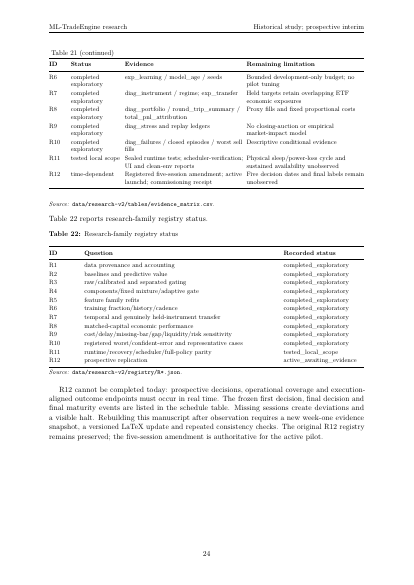 ML-TradeEngine research Historical study: prospective interim
Table 21 (continued)
ID Status Evidence Remaining limitation
R6 completed exp_learning / model_age / seeds Bounded development-only budget; no
exploratory pilot tuning
R7 completed diag_instrument / regime; exp_transfer Held targets retain overlapping ETF
exploratory economic exposures
R8 completed diag_portfolio / round_trip_summary / Proxy fills and fixed proportional costs
exploratory total_pnl_attribution
R9 completed diag_stress and replay ledgers No closing-auction or empirical
exploratory market-impact model
R10 completed diag_failures / closed episodes / worst sell Descriptive conditional evidence
exploratory fills
R11 tested local scope Sealed runtime tests; scheduler-verification; Physical sleep/power-loss cycle and
UI and clean-env reports sustained availability unobserved
R12 time-dependent Registered five-session amendment; active Five decision dates and final labels remain
launchd; commissioning receipt unobserved
Source: data/research-v2/tables/evidence_matrix.csv.
Table 22 reports research-family registry status.
Table 22: Research-family registry status
ID Question Recorded status
R1 data provenance and accounting completed_exploratory
R2 baselines and predictive value completed_exploratory
R3 raw/calibrated and separated gating completed_exploratory
R4 components/fixed mixture/adaptive gate completed_exploratory
R5 feature family refits completed_exploratory
R6 training fraction/history/cadence completed_exploratory
R7 temporal and genuinely held-instrument transfer completed_exploratory
R8 matched-capital economic performance completed_exploratory
R9 cost/delay/missing-bar/gap/liquidity/risk sensitivity completed_exploratory
R10 registered worst/confident-error and representative cases completed_exploratory
R11 runtime/recovery/scheduler/full-policy parity tested_local_scope
R12 prospective replication active_awaiting_evidence
Source: data/research-v2/registry/R*.json.
R12 cannot be completed today: prospective decisions, operational coverage and execution-
aligned outcome endpoints must occur in real time. The frozen first decision, final decision and
final maturity events are listed in the schedule table. Missing sessions create deviations and
a visible halt. Rebuilding this manuscript after observation requires a new week-one evidence
snapshot, a versioned LaTeX update and repeated consistency checks. The original R12 registry
remains preserved; the five-session amendment is authoritative for the active pilot.
24